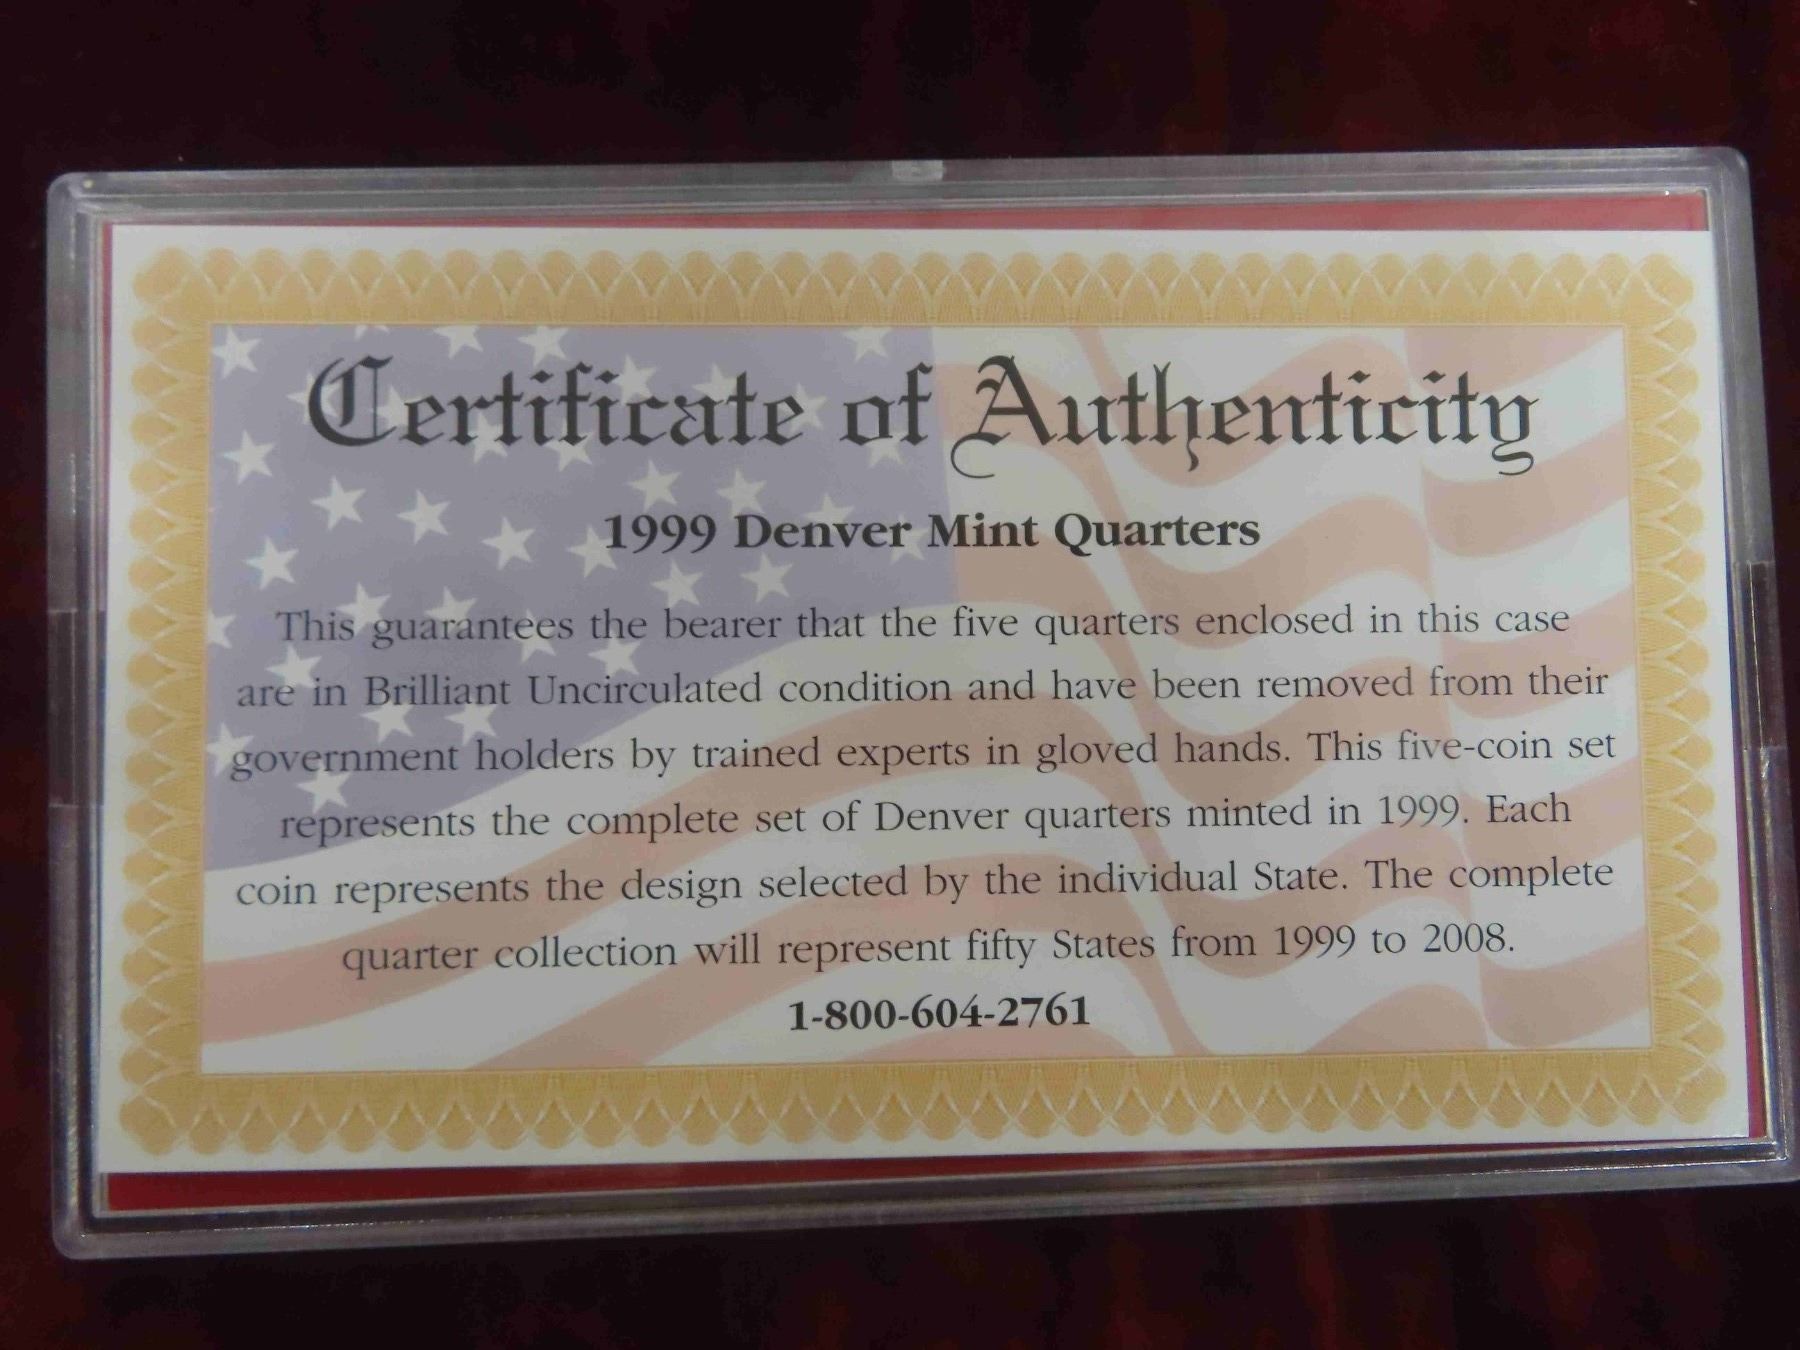 Certificate of Authenticity
1999 Denver Mint Quarters
This guarantees the bearer that the five quarters enclosed in this case
are in Brilliant Uncirculated condition and have been removed from their
government holders by trained experts in gloved hands. This five-coin set
represents the complete set of Denver quarters minted in 1999. Each
coin represents the design selected by the individual State. The complete
quarter collection will represent fifty States from 1999 to 2008.
1-800-604-2761